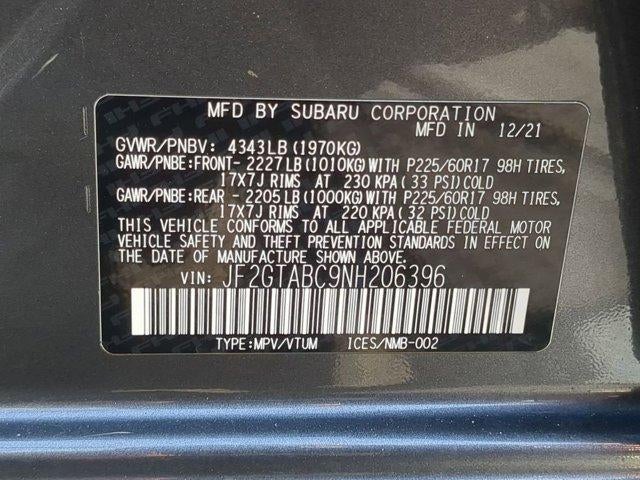 MFD BY SUBARU CORPORATION
MFD IN 12/21
GVWR/PNBV: 4343LB(1970KG)
GAWR/PNBE:FRONT-2227LB(1010KG)WITH P225/60R17 98H TIRES,
17X7J RIMS AT 230 KPA(33 PSI)COLD
GAWR/PNBE:REAR -2205LB(1000KG)WITH P225/60R17 98H TIRES,
17X7J RIMS AT 220 KPA(32 PSI)COLD
THIS VEHICLE CONFORMS TO ALL APPLICABLE FEDERAL MOTOR
VEHICLE SAFETY AND THEFT PREVENTION STANDARDS IN EFFECT ON
THE DATE OF MANUFACTURE SHOWN ABOVE.
VIN: JF2GTABC9NH206396
TYPE:MPV/VTUM ICES/NMB-002